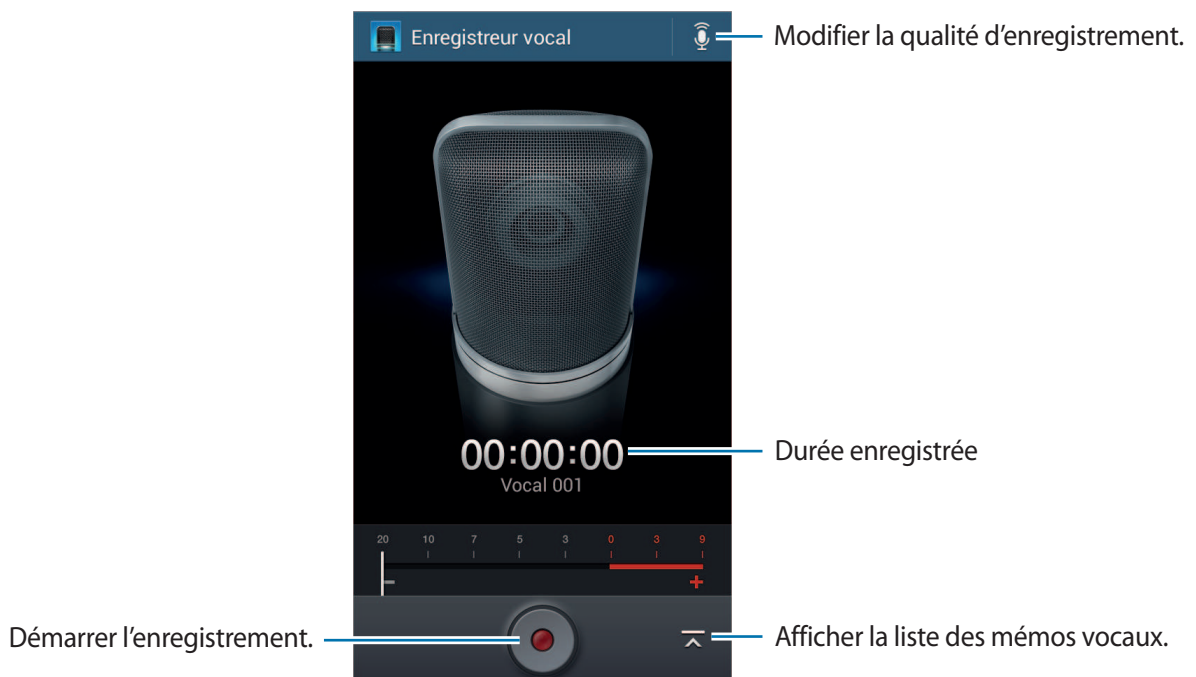 Enregistreur vocal
Modifier la qualité d’enregistrement.
00:00:00
Durée enregistrée
Vocal 001
20 10 7 5 3 0 3 9
− +
Démarrer l’enregistrement.
Afficher la liste des mémos vocaux.